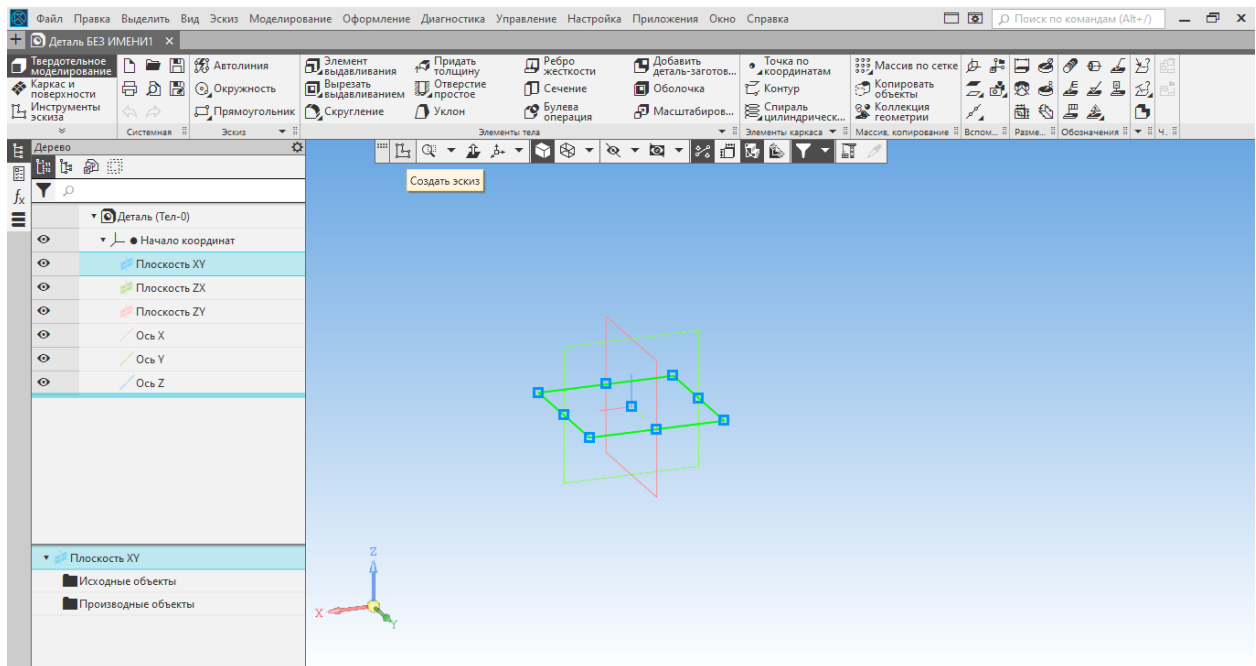 Файл Правка Выделить Вид Эскиз Моделирование Оформление Диагностика Управление Настройка Приложения Окно Справка Поиск по командам (Alt+/)
Деталь БЕЗ ИМЕНИ1
Твердотельное моделирование
Каркас и поверхности
Инструменты эскиза
Системная
Автолиния
Окружность
Прямоугольник
Эскиз
Элемент выдавливания
Вырезать выдавливанием
Скругление
Придать толщину
Отверстие простое
Уклон
Ребро жесткости
Сечение
Булева операция
Добавить деталь-заготов...
Оболочка
Масштабиров...
Элементы тела
Точка по координатам
Контур
Спираль цилиндрическ...
Элементы каркаса
Массив по сетке
Копировать объекты
Коллекция геометрии
Массив, копирование
Вспом...
Разме...
Обозначения
Ч...
Дерево
Создать эскиз
fx
Деталь (Тел-0)
Начало координат
Плоскость XY
Плоскость ZX
Плоскость ZY
Ось X
Ось Y
Ось Z
Плоскость XY
Исходные объекты
Производные объекты
Z
X
Y